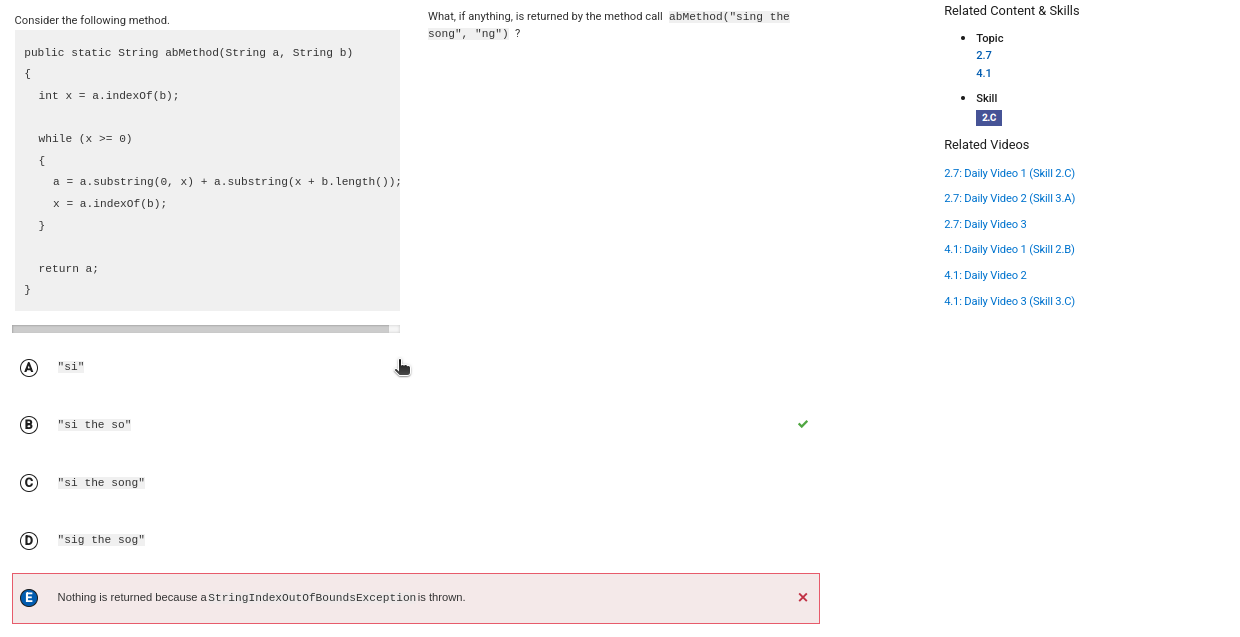 Consider the following method.
public static String abMethod(String a, String b)
{
int x = a.indexOf(b);
while (x >= 0)
{
a = a.substring(0, x) + a.substring(x + b.length());
x = a.indexOf(b);
}
return a;
}
What, if anything, is returned by the method call abMethod("sing the
song", "ng") ?
A "si"
B "si the so"
C "si the song"
D "sig the sog"
E Nothing is returned because a StringIndexOutOfBoundsException is thrown.
Related Content & Skills
Topic
2.7
4.1
Skill
2.C
Related Videos
2.7: Daily Video 1 (Skill 2.C)
2.7: Daily Video 2 (Skill 3.A)
2.7: Daily Video 3
4.1: Daily Video 1 (Skill 2.B)
4.1: Daily Video 2
4.1: Daily Video 3 (Skill 3.C)